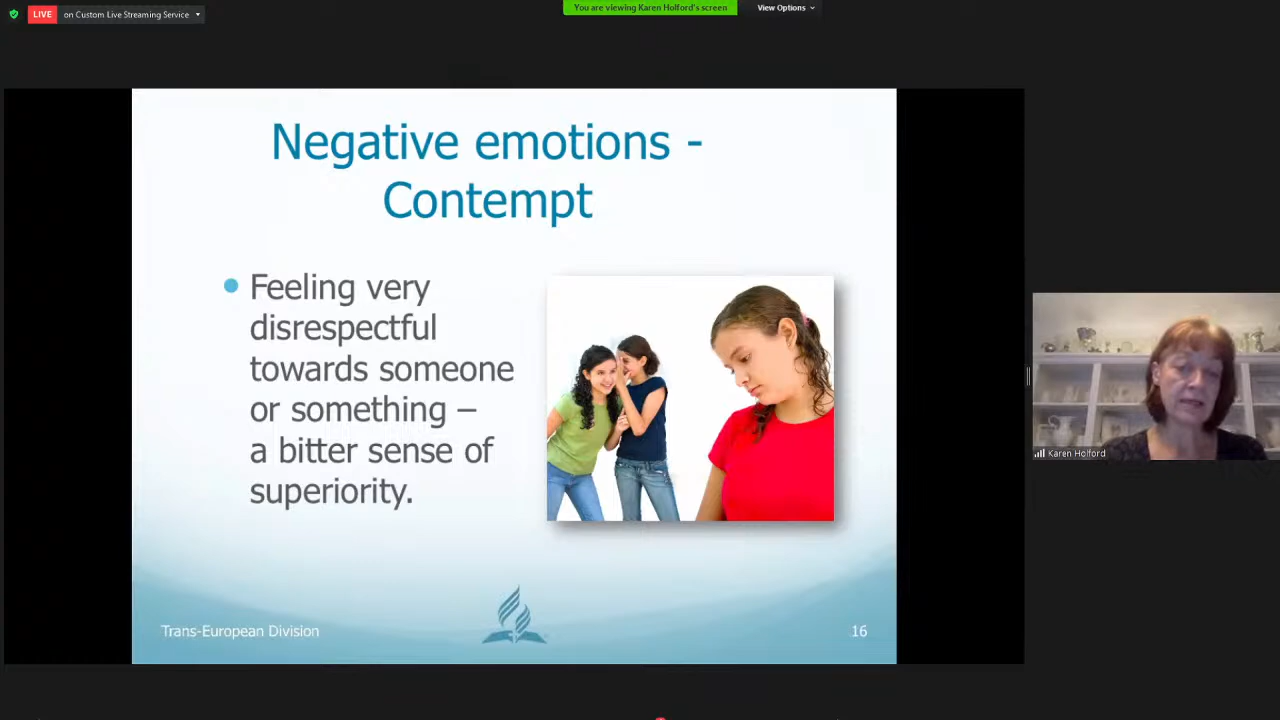 LIVE on Custom Live Streaming Service
You are viewing Karen Holford's screen
View Options
Negative emotions -
Contempt
Feeling very
disrespectful
towards someone
or something –
a bitter sense of
superiority.
Karen Holford
Trans-European Division
16